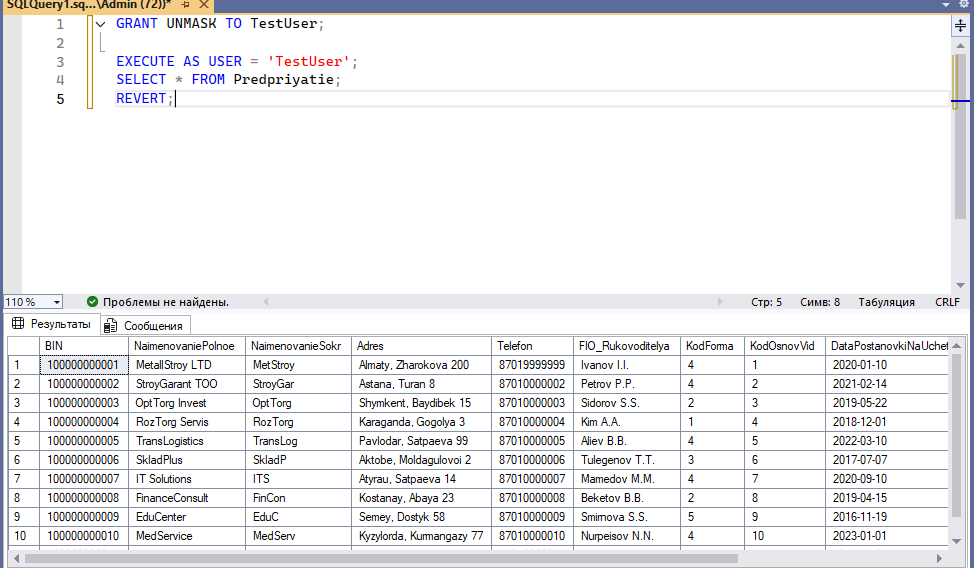 SQLQuery1.sq...\Admin (72))*
1 GRANT UNMASK TO TestUser;
2
3 EXECUTE AS USER = 'TestUser';
4 SELECT * FROM Predpriyatie;
5 REVERT;
110 % Проблемы не найдены. Стр: 5 Симв: 8 Табуляция CRLF
Результаты Сообщения
BIN NaimenovaniePolnoe NaimenovanieSokr Adres Telefon FIO_Rukovoditelya KodForma KodOsnovVid DataPostanovkiNaUchet
1 100000000001 MetallStroy LTD MetStroy Almaty, Zharokova 200 87019999999 Ivanov I.I. 4 1 2020-01-10
2 100000000002 StroyGarant TOO StroyGar Astana, Turan 8 87010000002 Petrov P.P. 4 2 2021-02-14
3 100000000003 OptTorg Invest OptTorg Shymkent, Baydibek 15 87010000003 Sidorov S.S. 2 3 2019-05-22
4 100000000004 RozTorg Servis RozTorg Karaganda, Gogolya 3 87010000004 Kim A.A. 1 4 2018-12-01
5 100000000005 TransLogistics TransLog Pavlodar, Satpaeva 99 87010000005 Aliev B.B. 4 5 2022-03-10
6 100000000006 SkladPlus SkladP Aktobe, Moldagulovoi 2 87010000006 Tulegenov T.T. 3 6 2017-07-07
7 100000000007 IT Solutions ITS Atyrau, Satpaeva 14 87010000007 Mamedov M.M. 4 7 2020-09-10
8 100000000008 FinanceConsult FinCon Kostanay, Abaya 23 87010000008 Beketov B.B. 2 8 2019-04-15
9 100000000009 EduCenter EduC Semey, Dostyk 58 87010000009 Smirnova S.S. 5 9 2016-11-19
10 100000000010 MedService MedServ Kyzylorda, Kurmangazy 77 87010000010 Nurpeisov N.N. 4 10 2023-01-01